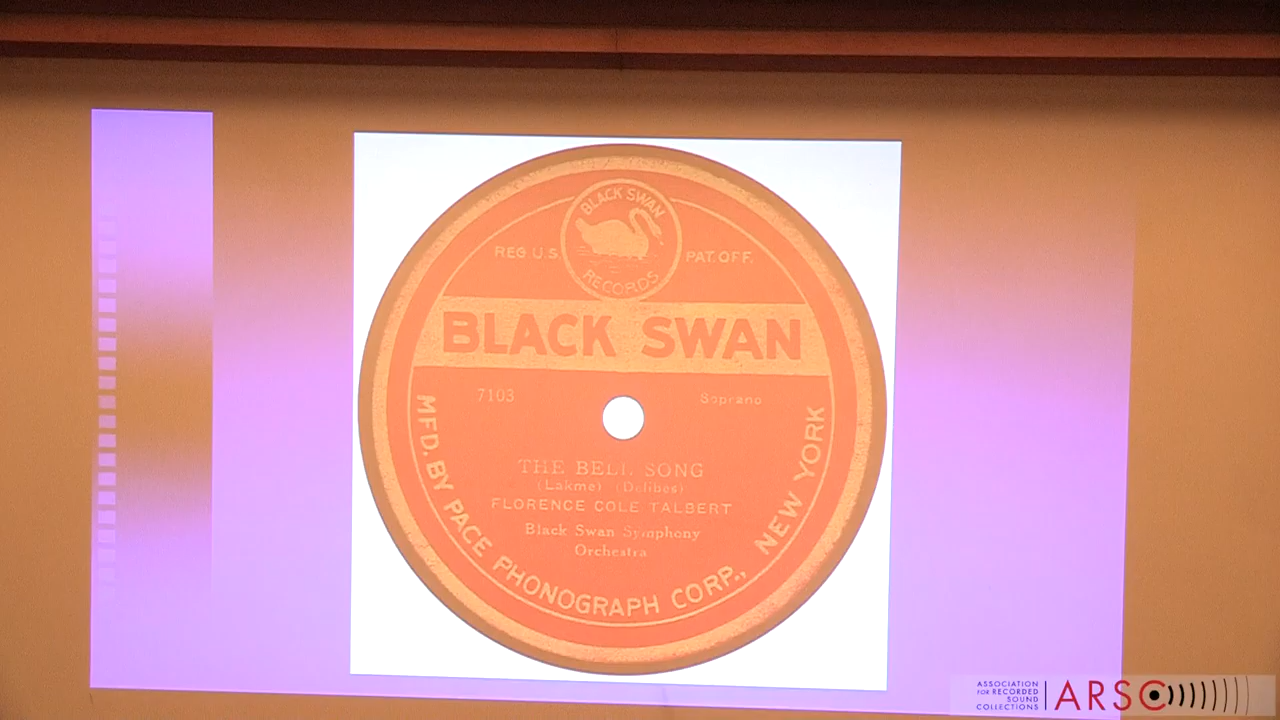 BLACK SWAN
REG. U.S. PAT. OFF.
RECORDS
BLACK SWAN
7103 Soprano
THE BELL SONG
(Lakme) (Delibes)
FLORENCE COLE TALBERT
Black Swan Symphony
Orchestra
MFD. BY PACE PHONOGRAPH CORP., NEW YORK
ASSOCIATION
FOR RECORDED
SOUND
COLLECTIONS
ARSC